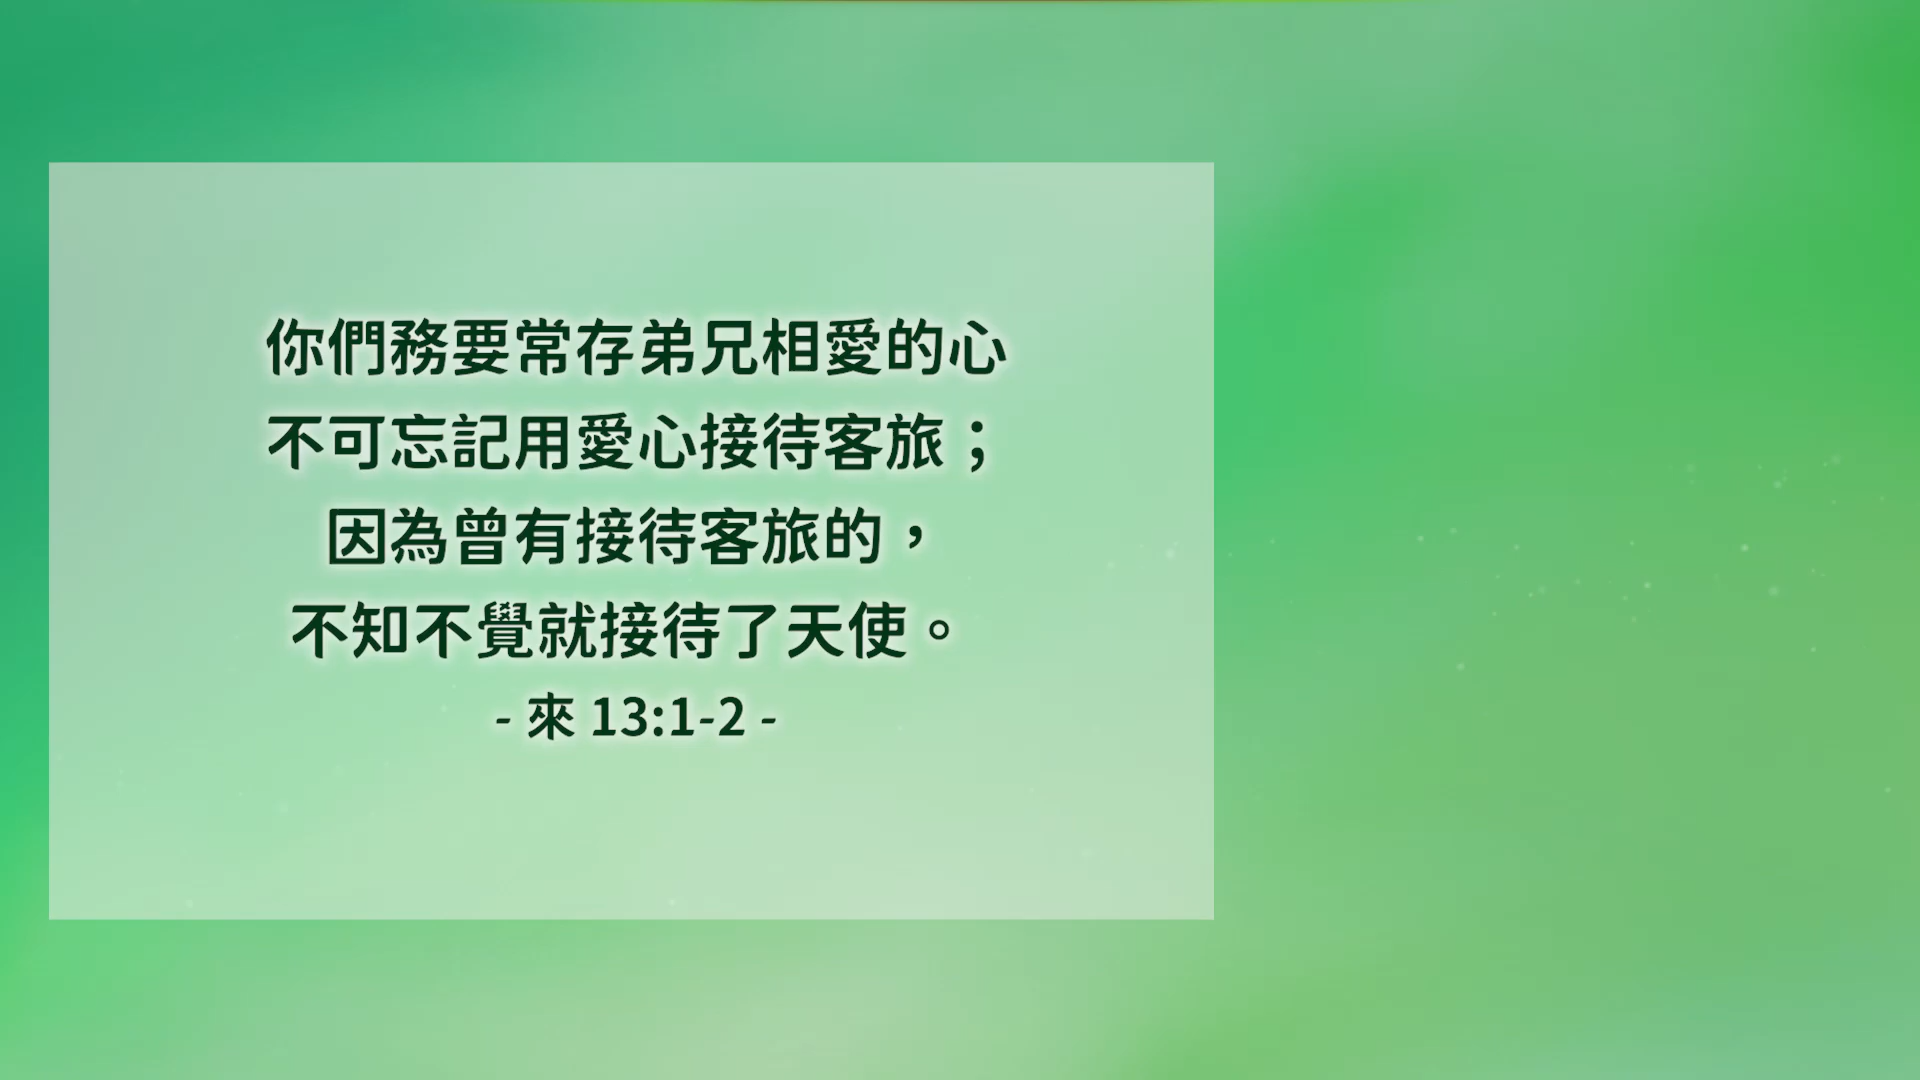 你們務要常存弟兄相愛的心
不可忘記用愛心接待客旅；
因為曾有接待客旅的，
不知不覺就接待了天使。
- 來 13:1-2 -